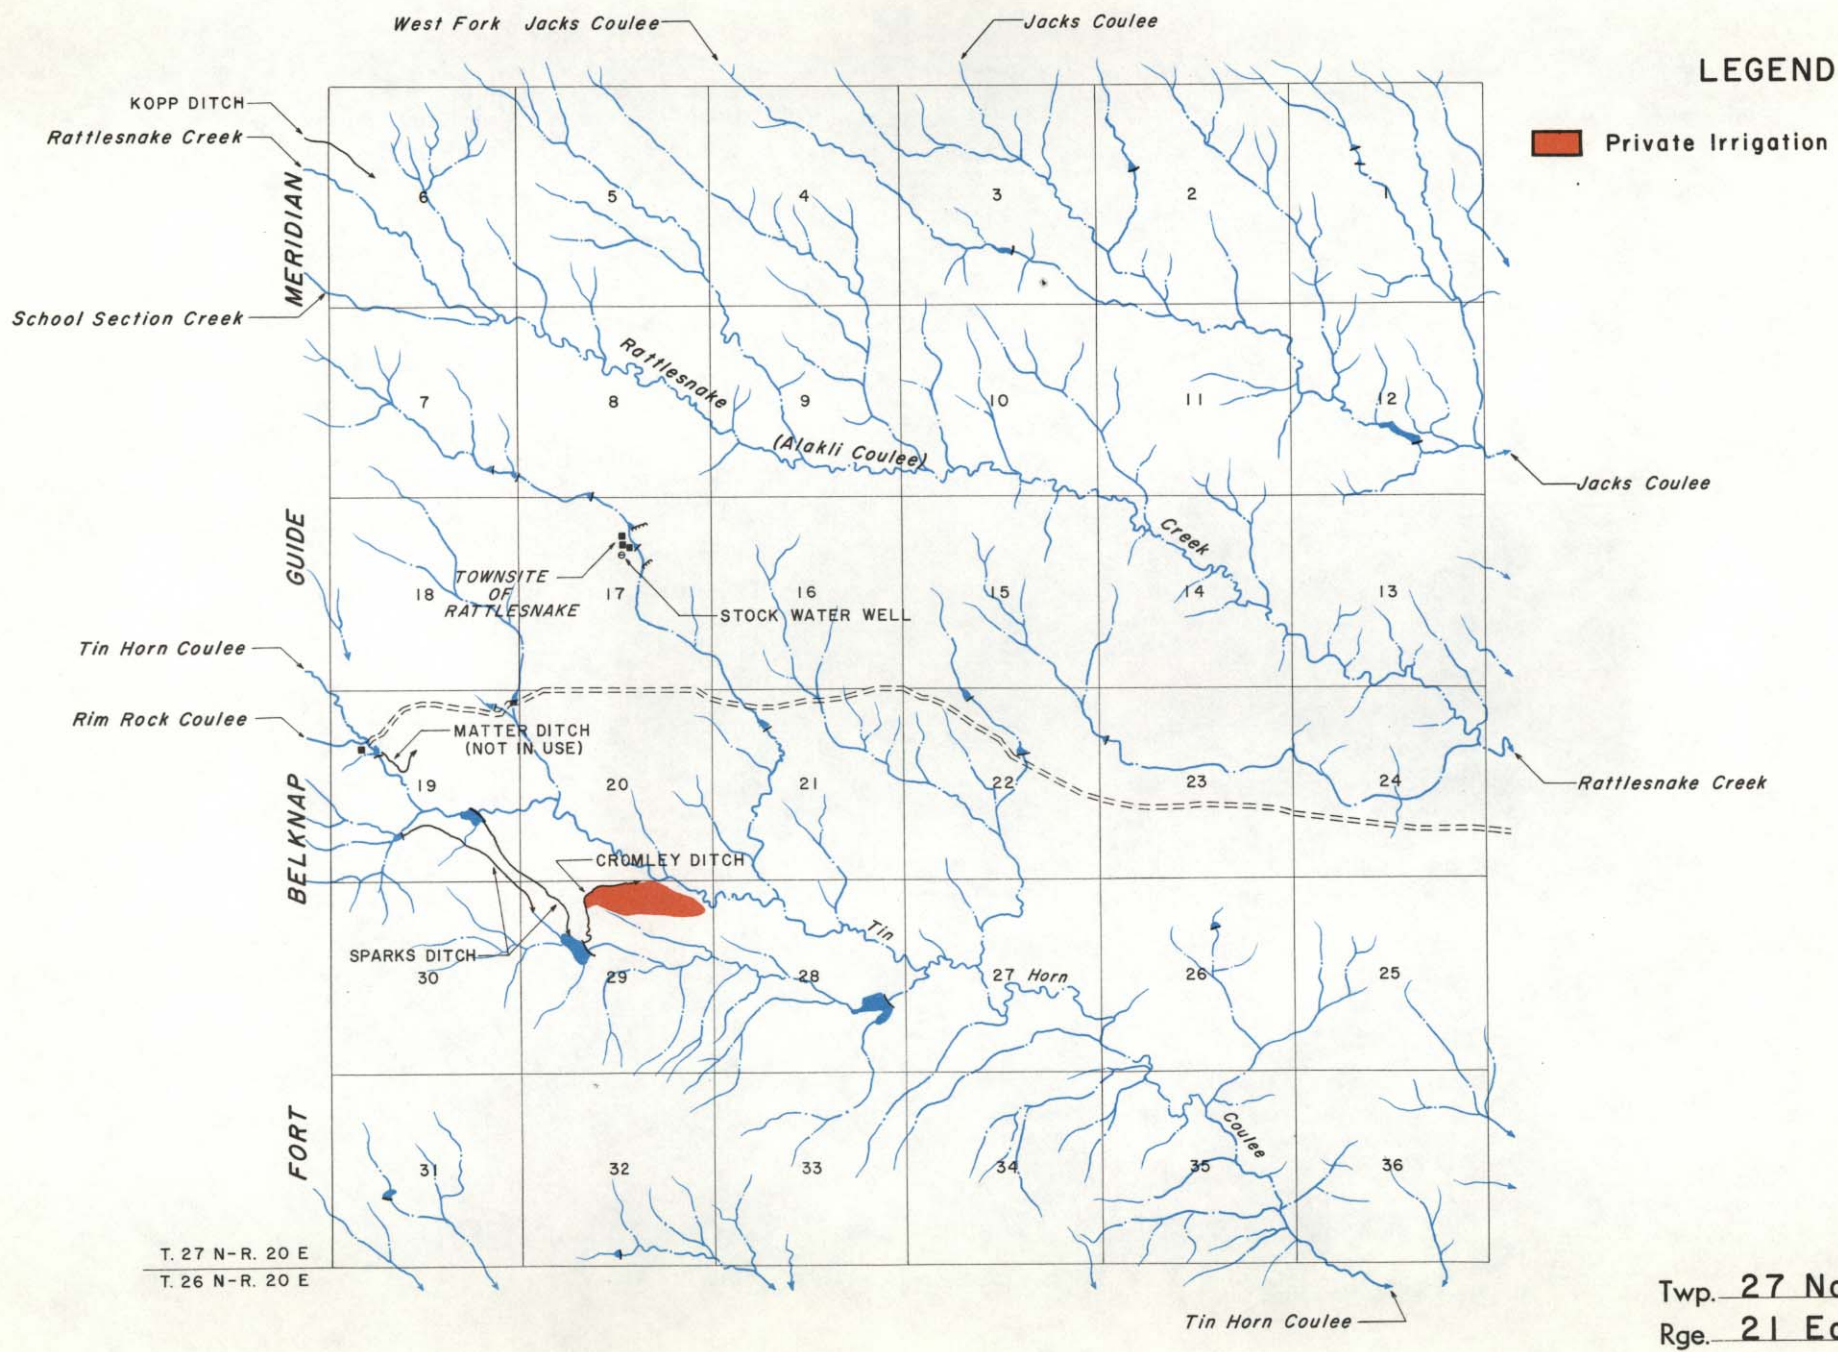 West Fork Jacks Coulee
Jacks Coulee
LEGEND
KOPP DITCH
Rattlesnake Creek
Private Irrigation
MERIDIAN
6
5
4
3
2
1
School Section Creek
Rattlesnake
7
8
9
10
11
12
(Alakli Coulee)
Jacks Coulee
GUIDE
Creek
TOWNSITE
OF
RATTLESNAKE
18
17
16
15
14
13
STOCK WATER WELL
Tin Horn Coulee
Rim Rock Coulee
MATTER DITCH
(NOT IN USE)
19
20
21
22
23
24
Rattlesnake Creek
BELKNAP
CROMLEY DITCH
Tin
SPARKS DITCH
30
29
28
27
Horn
26
25
FORT
Coulee
31
32
33
34
35
36
T. 27 N-R. 20 E
T. 26 N-R. 20 E
Tin Horn Coulee
Twp. 27 No
Rge. 21 Ea